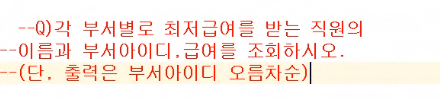 --Q)각 부서별로 최저급여를 받는 직원의
--이름과 부서아이디,급여를 조회하시오.
--(단, 출력은 부서아이디 오름차순)